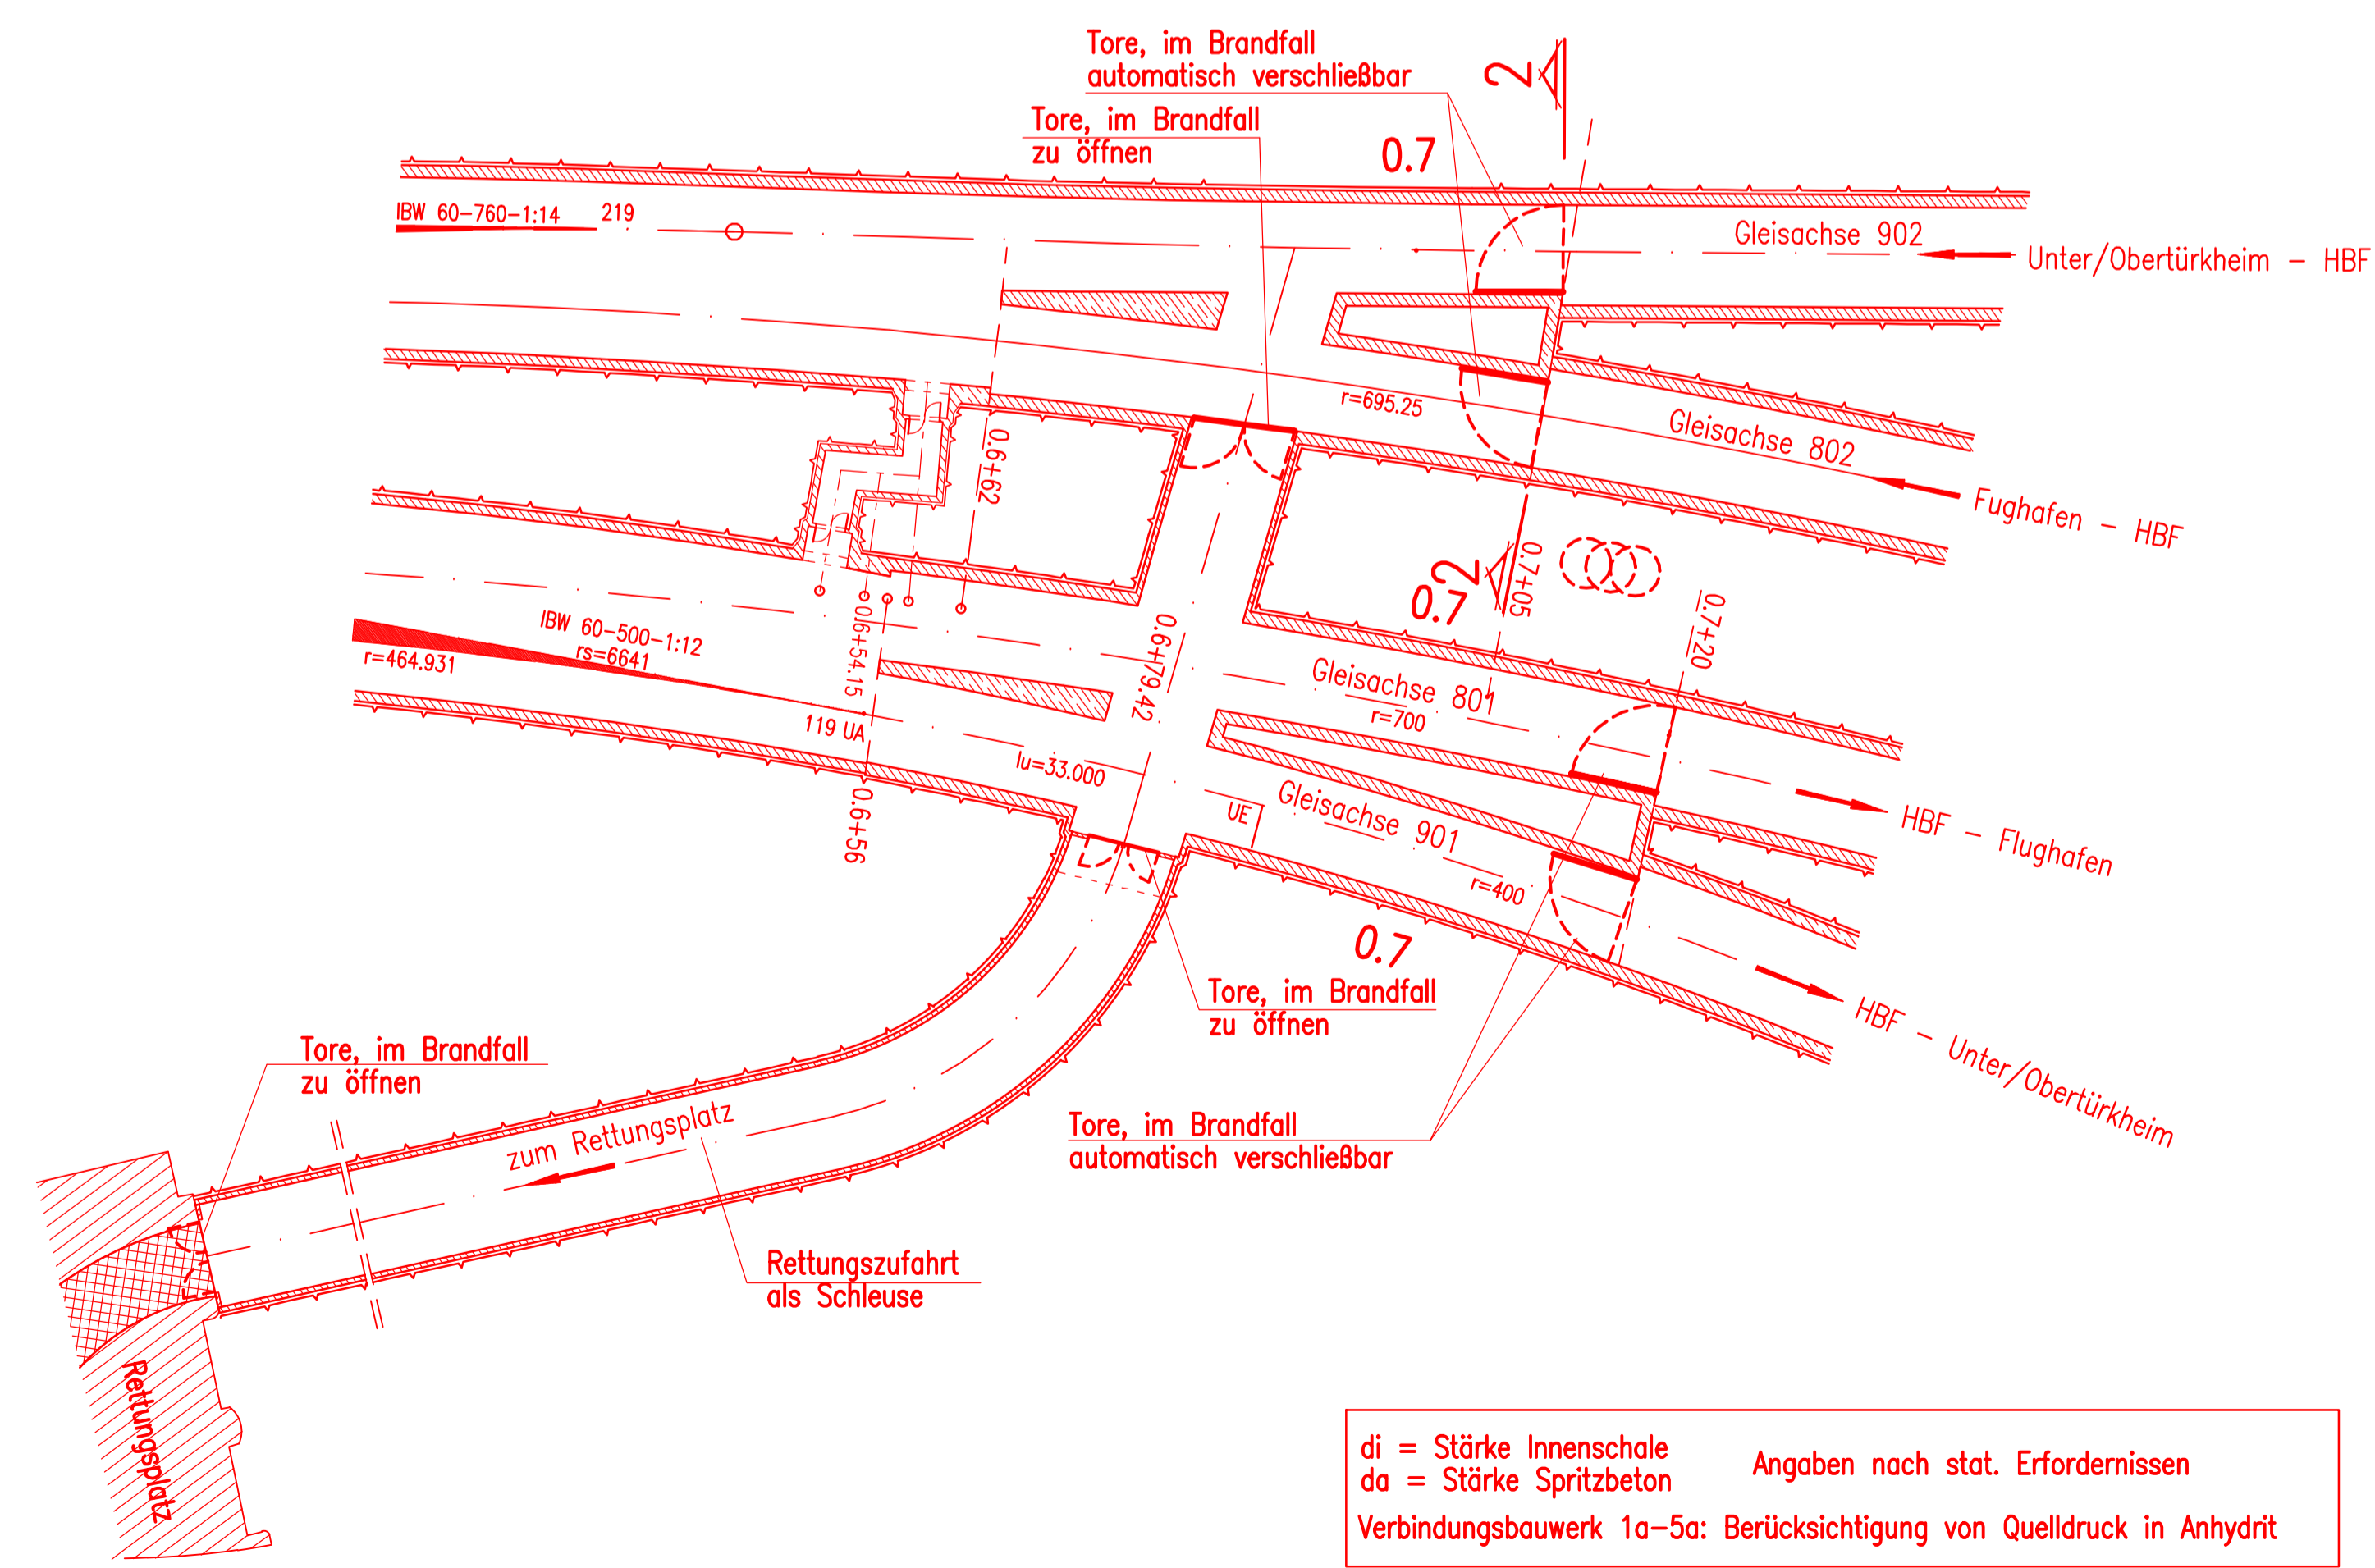 Tore, im Brandfall
automatisch verschließbar
2
Tore, im Brandfall
zu öffnen
0.7
IBW 60-760-1:14 219
Gleisachse 902
Unter/Obertürkheim - HBF
r=695.25
Gleisachse 802
Fughafen - HBF
0.6+62
2
0.7
0.7+05
0.7+20
IBW 60-500-1:12
rs=6641
r=464.931
0.6+54.15
0.6+79.42
119 UA
lu=33.000
0.6+56
Gleisachse 801
r=700
UE
Gleisachse 901
r=400
HBF - Flughafen
0.7
HBF - Unter/Obertürkheim
Tore, im Brandfall
zu öffnen
Tore, im Brandfall
zu öffnen
zum Rettungsplatz
Tore, im Brandfall
automatisch verschließbar
Rettungszufahrt
als Schleuse
Rettungsplatz
di = Stärke Innenschale
da = Stärke Spritzbeton
Angaben nach stat. Erfordernissen
Verbindungsbauwerk 1a-5a: Berücksichtigung von Quelldruck in Anhydrit